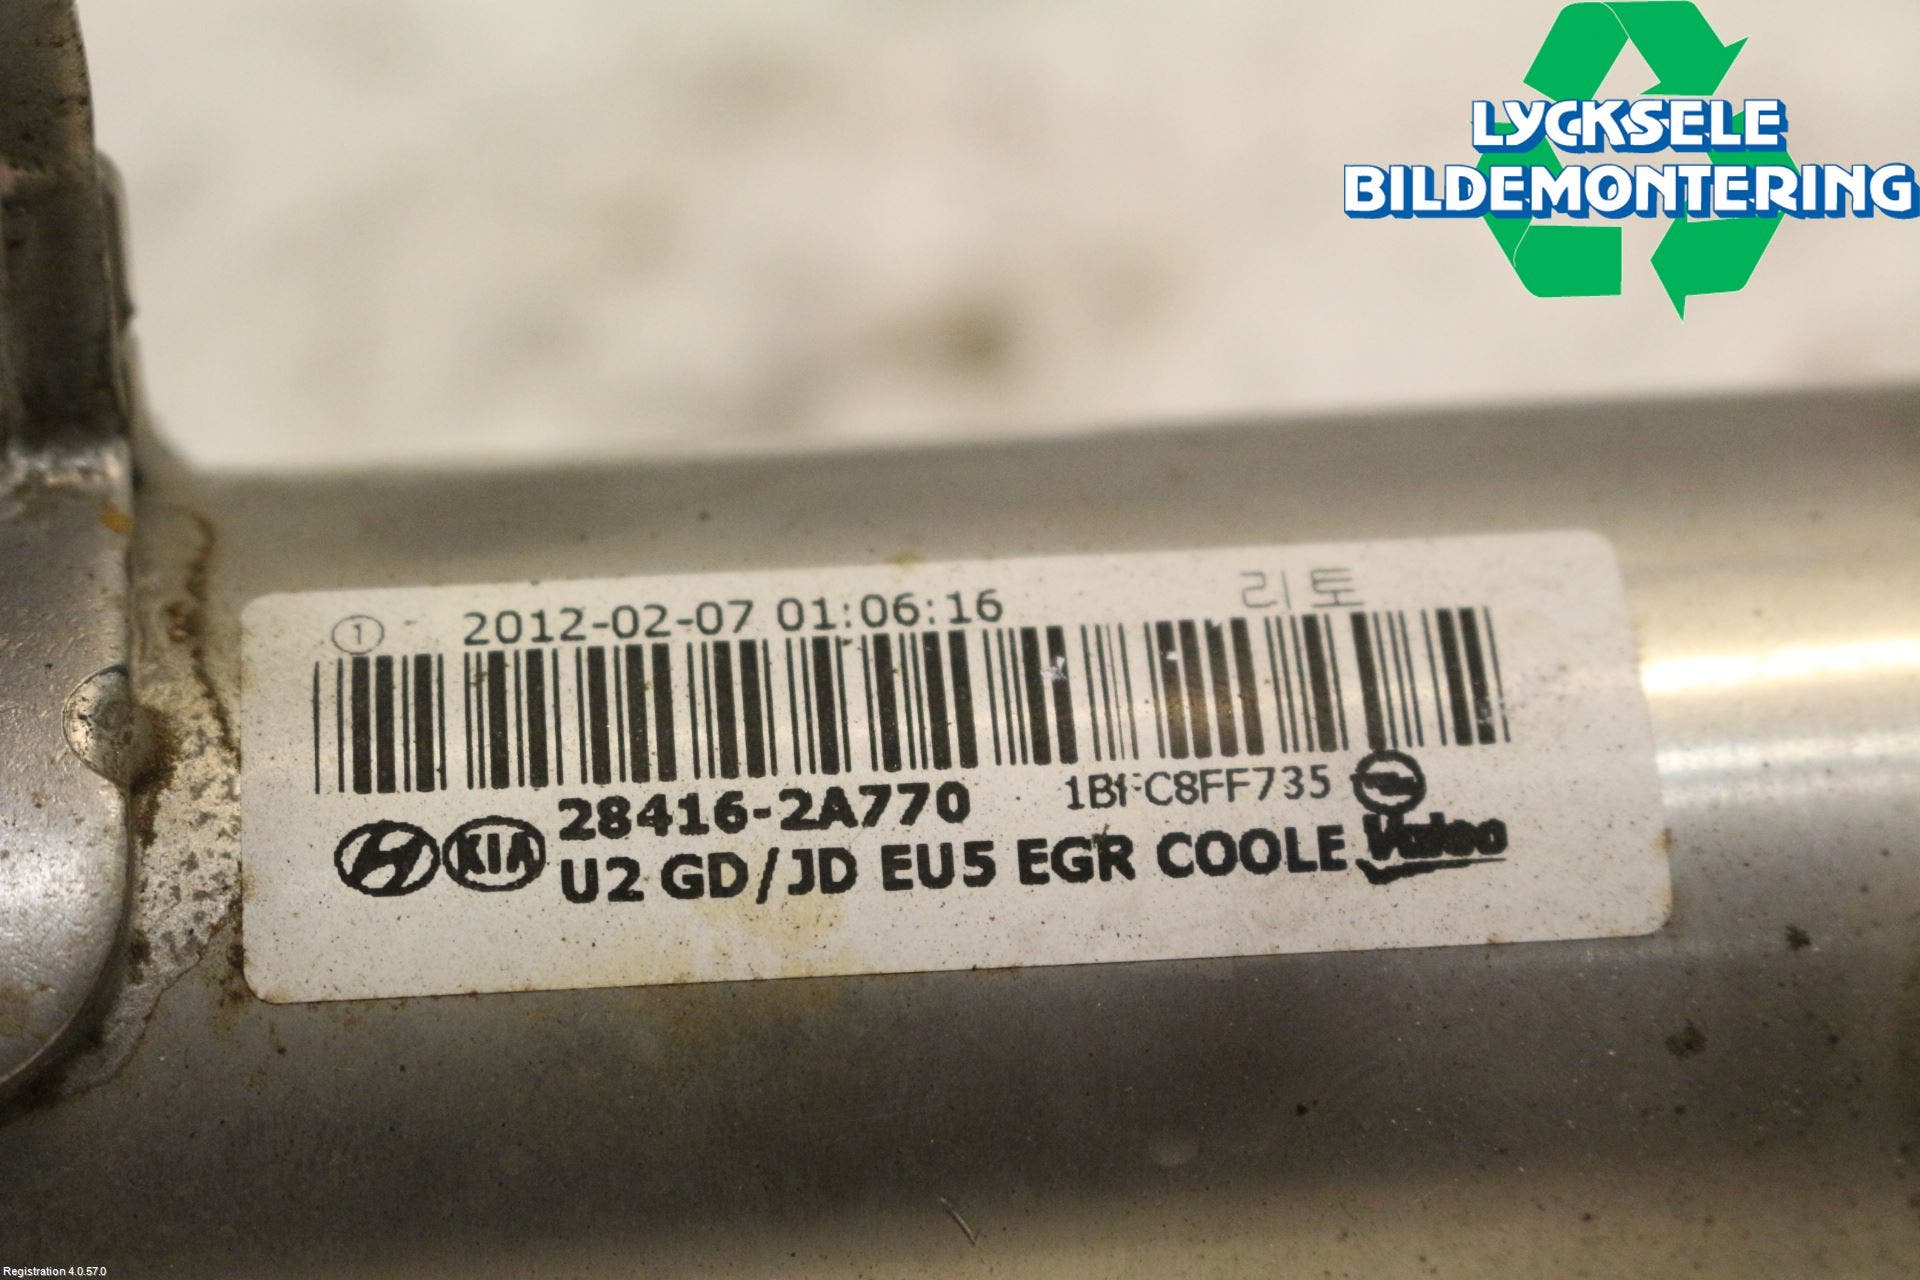 LYCKSELE
BILDEMONTERING
1 2012-02-07 01:06:16 리토
28416-2A770
KIA
U2 GD/JD EU5 EGR COOLE Valeo
Registration 4.0.57.0